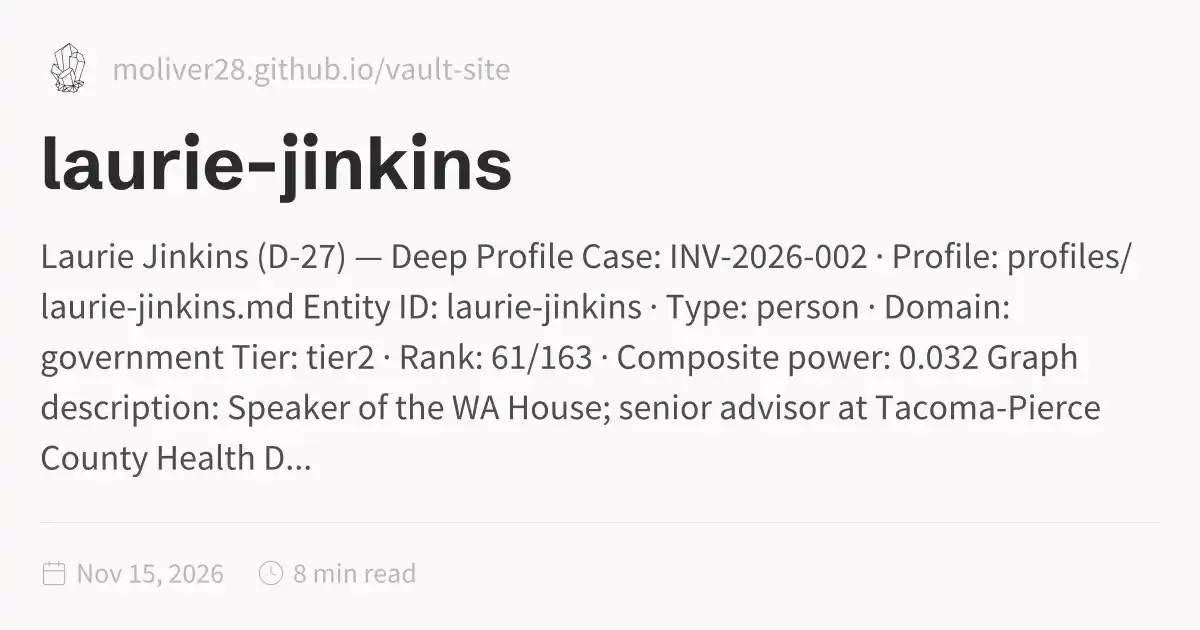 moliver28.github.io/vault-site
laurie-jinkins
Laurie Jinkins (D-27) — Deep Profile Case: INV-2026-002 · Profile: profiles/
laurie-jinkins.md Entity ID: laurie-jinkins · Type: person · Domain:
government Tier: tier2 · Rank: 61/163 · Composite power: 0.032 Graph
description: Speaker of the WA House; senior advisor at Tacoma-Pierce
County Health D...
Nov 15, 2026 8 min read